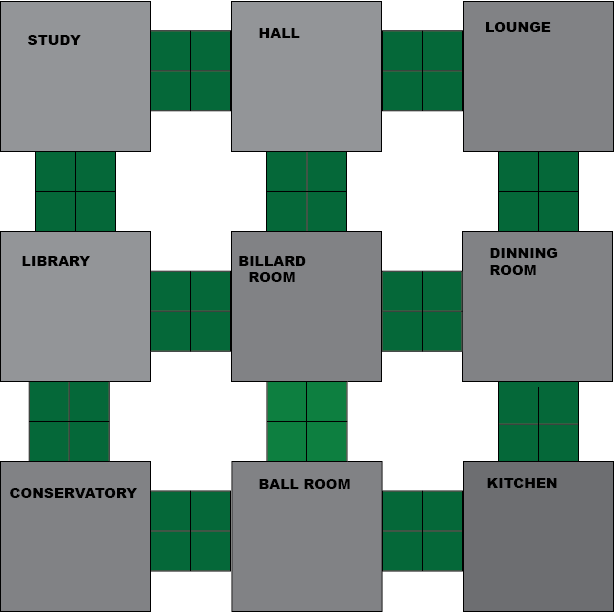 STUDY
HALL
LOUNGE
LIBRARY
BILLARD
ROOM
DINNING
ROOM
CONSERVATORY
BALL ROOM
KITCHEN